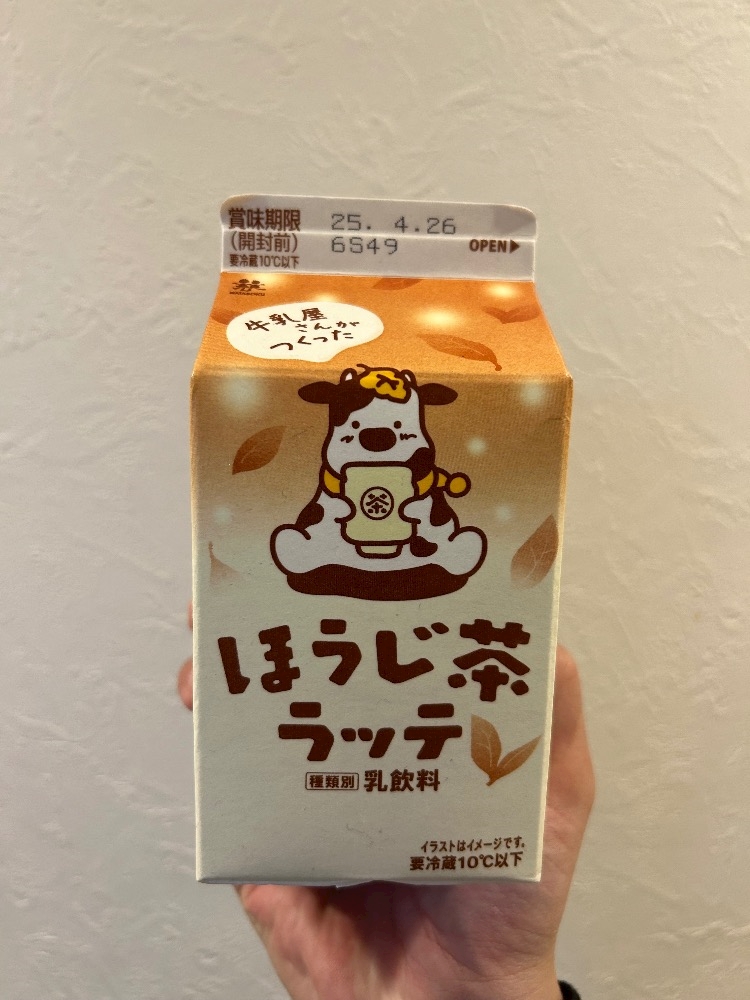 賞味期限 25. 4.26
(開封前) 6S49 OPEN▶
要冷蔵10℃以下
牛乳屋
さんが
つくった
茶
ほうじ茶
ラッテ
種類別 乳飲料
イラストはイメージです。
要冷蔵10℃以下